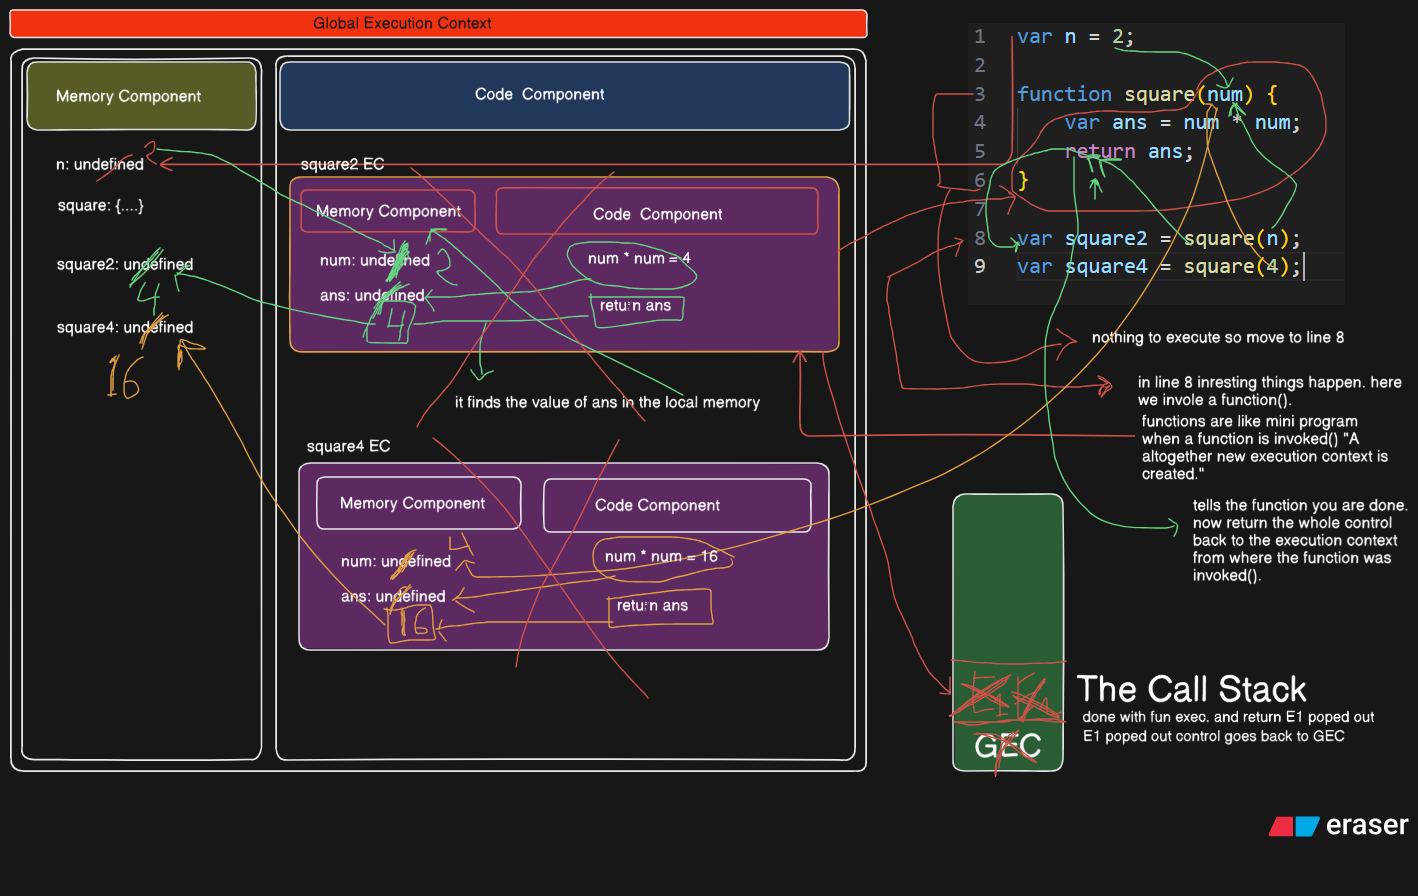 Global Execution Context
Memory Component
Code Component
n: undefined
2
square: {....}
square2: undefined
4
square4: undefined
16
square2 EC
Memory Component
Code Component
num: undefined
2
num * num = 4
ans: undefined
4
return ans
it finds the value of ans in the local memory
square4 EC
Memory Component
Code Component
num: undefined
4
num * num = 16
ans: undefined
16
return ans
1 var n = 2;
2
3 function square(num) {
4 var ans = num * num;
5 return ans;
6 }
7
8 var square2 = square(n);
9 var square4 = square(4);
nothing to execute so move to line 8
in line 8 inresting things happen. here
we invole a function().
functions are like mini program
when a function is invoked() "A
altogether new execution context is
created."
tells the function you are done.
now return the whole control
back to the execution context
from where the function was
invoked().
E1
GEC
The Call Stack
done with fun exec. and return E1 poped out
E1 poped out control goes back to GEC
eraser